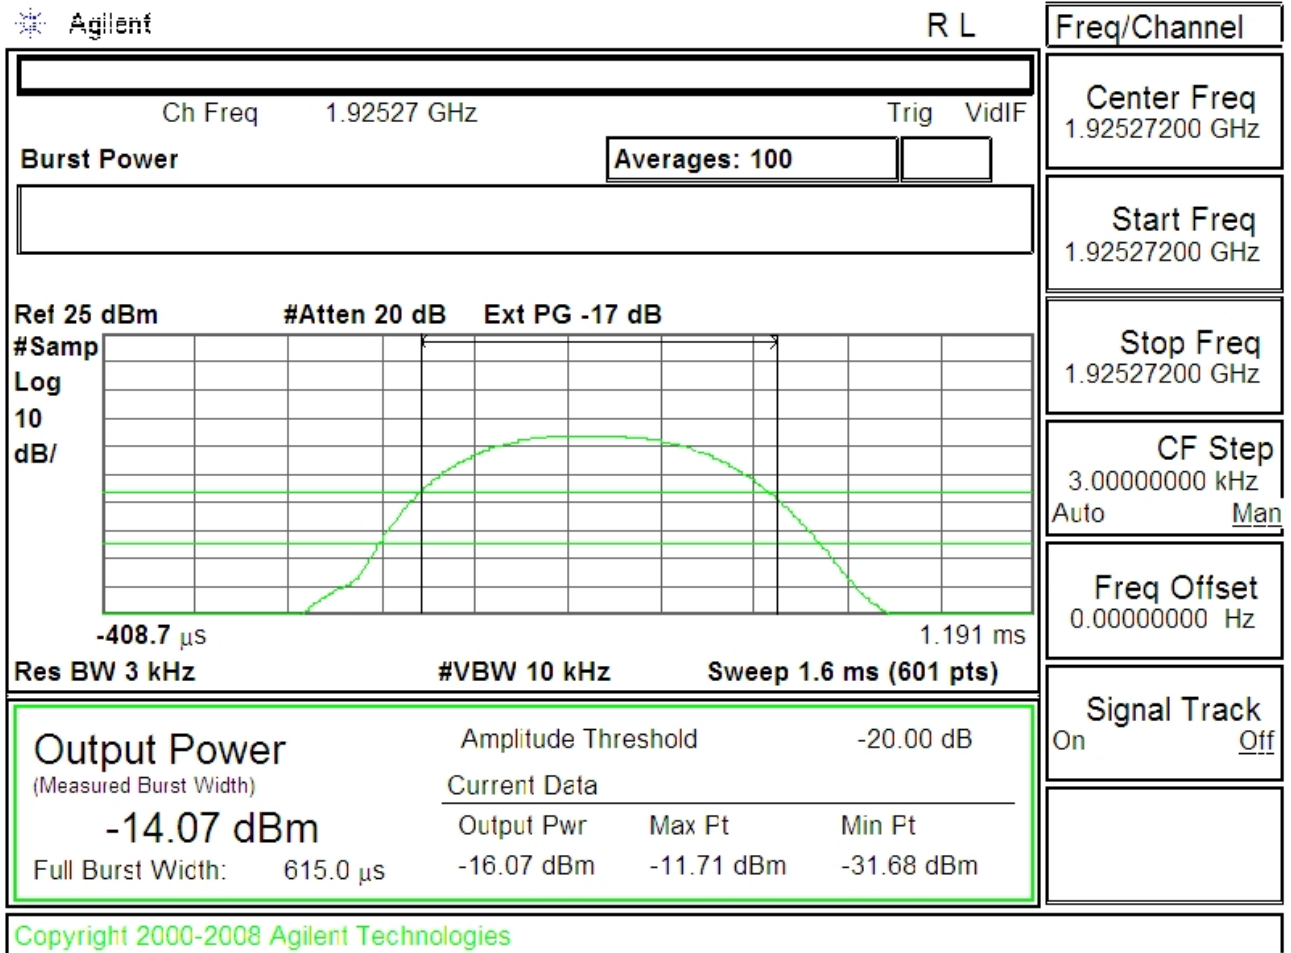 Agilent
R L
Freq/Channel
Ch Freq 1.92527 GHz Trig VidIF
Burst Power Averages: 100
Ref 25 dBm #Atten 20 dB Ext PG -17 dB
#Samp
Log
10
dB/
-408.7 µs 1.191 ms
Res BW 3 kHz #VBW 10 kHz Sweep 1.6 ms (601 pts)
Output Power
(Measured Burst Width)
-14.07 dBm
Full Burst Width: 615.0 µs
Amplitude Threshold -20.00 dB
Current Data
Output Pwr Max Pt Min Pt
-16.07 dBm -11.71 dBm -31.68 dBm
Center Freq
1.92527200 GHz
Start Freq
1.92527200 GHz
Stop Freq
1.92527200 GHz
CF Step
3.00000000 kHz
Auto Man
Freq Offset
0.00000000 Hz
Signal Track
On Off
Copyright 2000-2008 Agilent Technologies